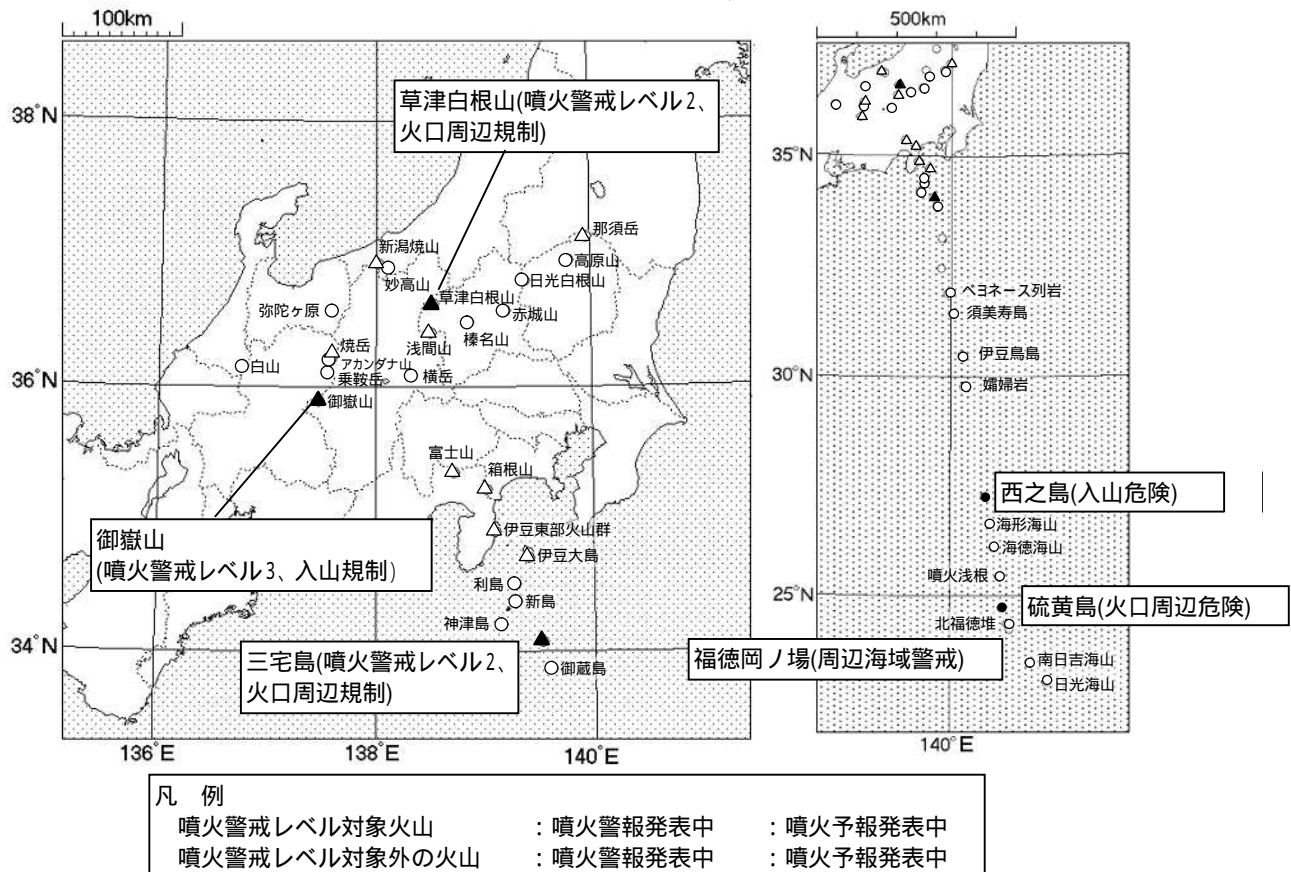 100km
500km
草津白根山(噴火警戒レベル2、
火口周辺規制)
38°N
那須岳
新潟焼山
高原山
妙高山
日光白根山
草津白根山
弥陀ヶ原
赤城山
榛名山
浅間山
焼岳
アカンダナ山
白山
乗鞍岳
横岳
36°N
御嶽山
富士山
箱根山
御嶽山
(噴火警戒レベル3、入山規制)
伊豆東部火山群
伊豆大島
利島
新島
神津島
34°N
三宅島(噴火警戒レベル2、
火口周辺規制)
御蔵島
136°E
138°E
140°E
35°N
ベヨネース列岩
須美寿島
伊豆鳥島
30°N
孀婦岩
西之島(入山危険)
海形海山
海徳海山
噴火浅根
25°N
硫黄島(火口周辺危険)
北福徳堆
福徳岡ノ場(周辺海域警戒)
南日吉海山
日光海山
140°E
凡 例
噴火警戒レベル対象火山 :噴火警報発表中 :噴火予報発表中
噴火警戒レベル対象外の火山 :噴火警報発表中 :噴火予報発表中